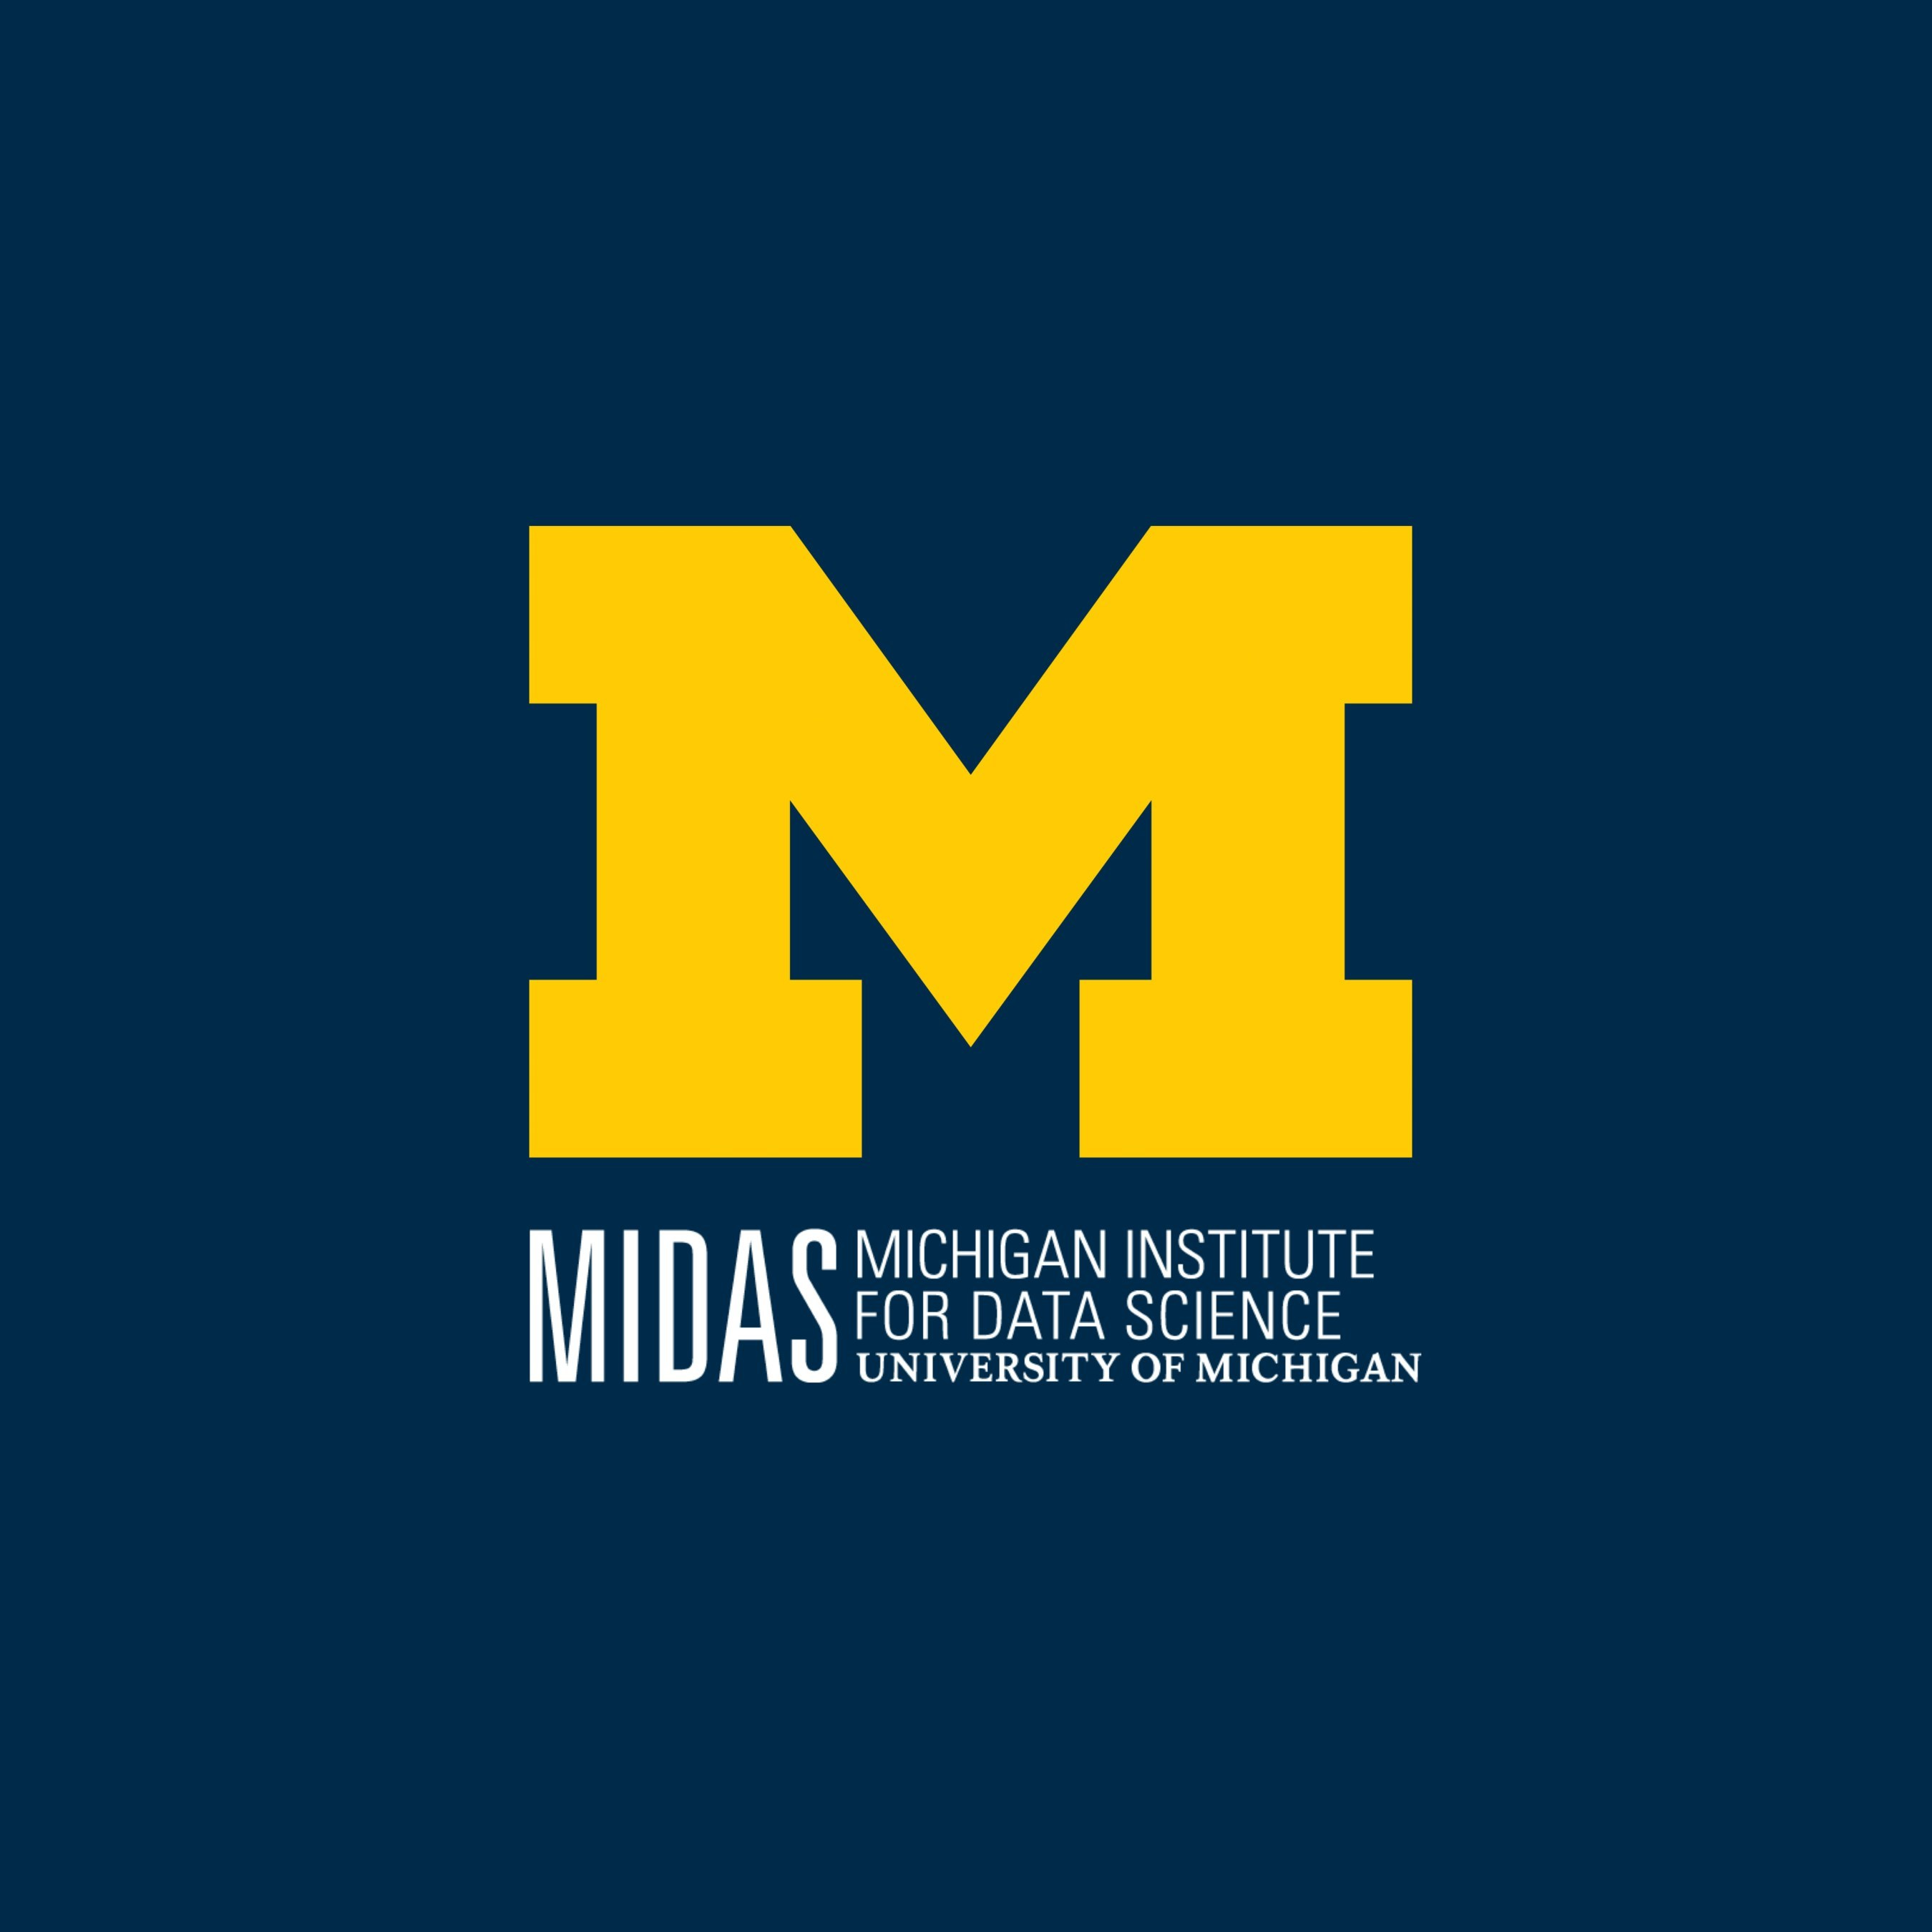 M
MIDAS
MICHIGAN INSTITUTE
FOR DATA SCIENCE
UNIVERSITY OF MICHIGAN